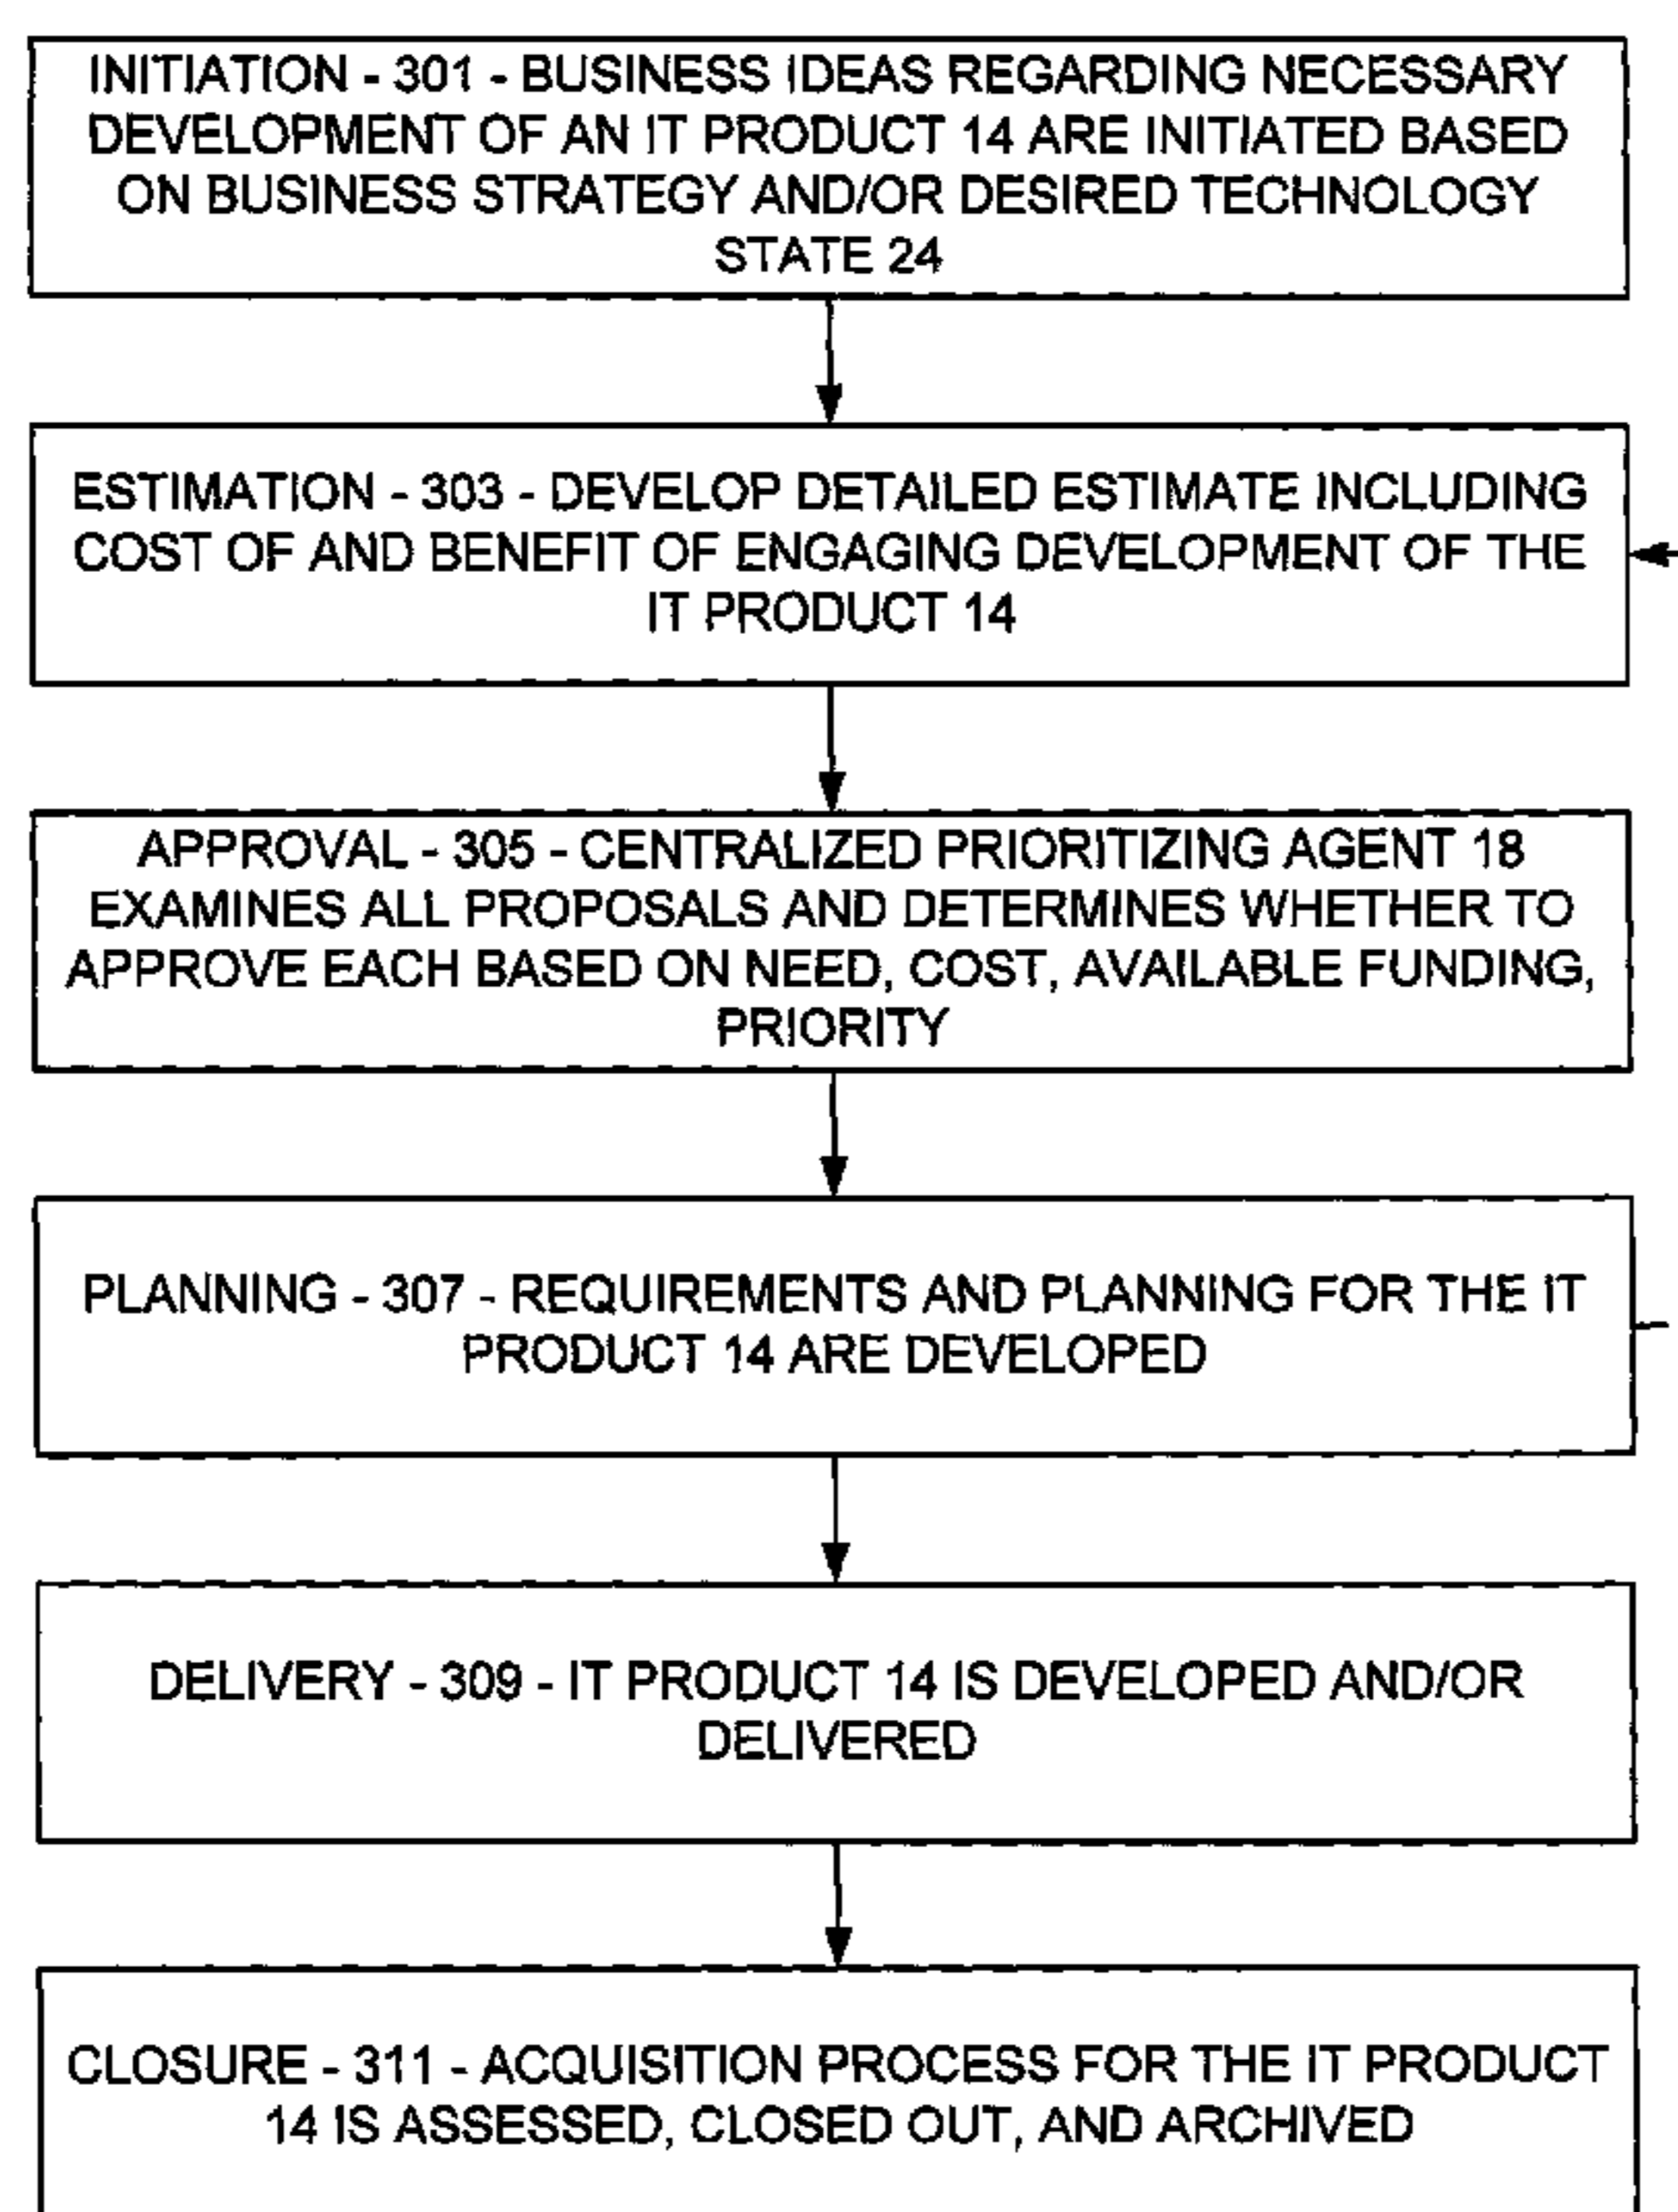 INITIATION - 301 - BUSINESS IDEAS REGARDING NECESSARY
DEVELOPMENT OF AN IT PRODUCT 14 ARE INITIATED BASED
ON BUSINESS STRATEGY AND/OR DESIRED TECHNOLOGY
STATE 24
ESTIMATION - 303 - DEVELOP DETAILED ESTIMATE INCLUDING
COST OF AND BENEFIT OF ENGAGING DEVELOPMENT OF THE
IT PRODUCT 14
APPROVAL - 305 - CENTRALIZED PRIORITIZING AGENT 18
EXAMINES ALL PROPOSALS AND DETERMINES WHETHER TO
APPROVE EACH BASED ON NEED, COST, AVAILABLE FUNDING,
PRIORITY
PLANNING - 307 - REQUIREMENTS AND PLANNING FOR THE IT
PRODUCT 14 ARE DEVELOPED
DELIVERY - 309 - IT PRODUCT 14 IS DEVELOPED AND/OR
DELIVERED
CLOSURE - 311 - ACQUISITION PROCESS FOR THE IT PRODUCT
14 IS ASSESSED, CLOSED OUT, AND ARCHIVED